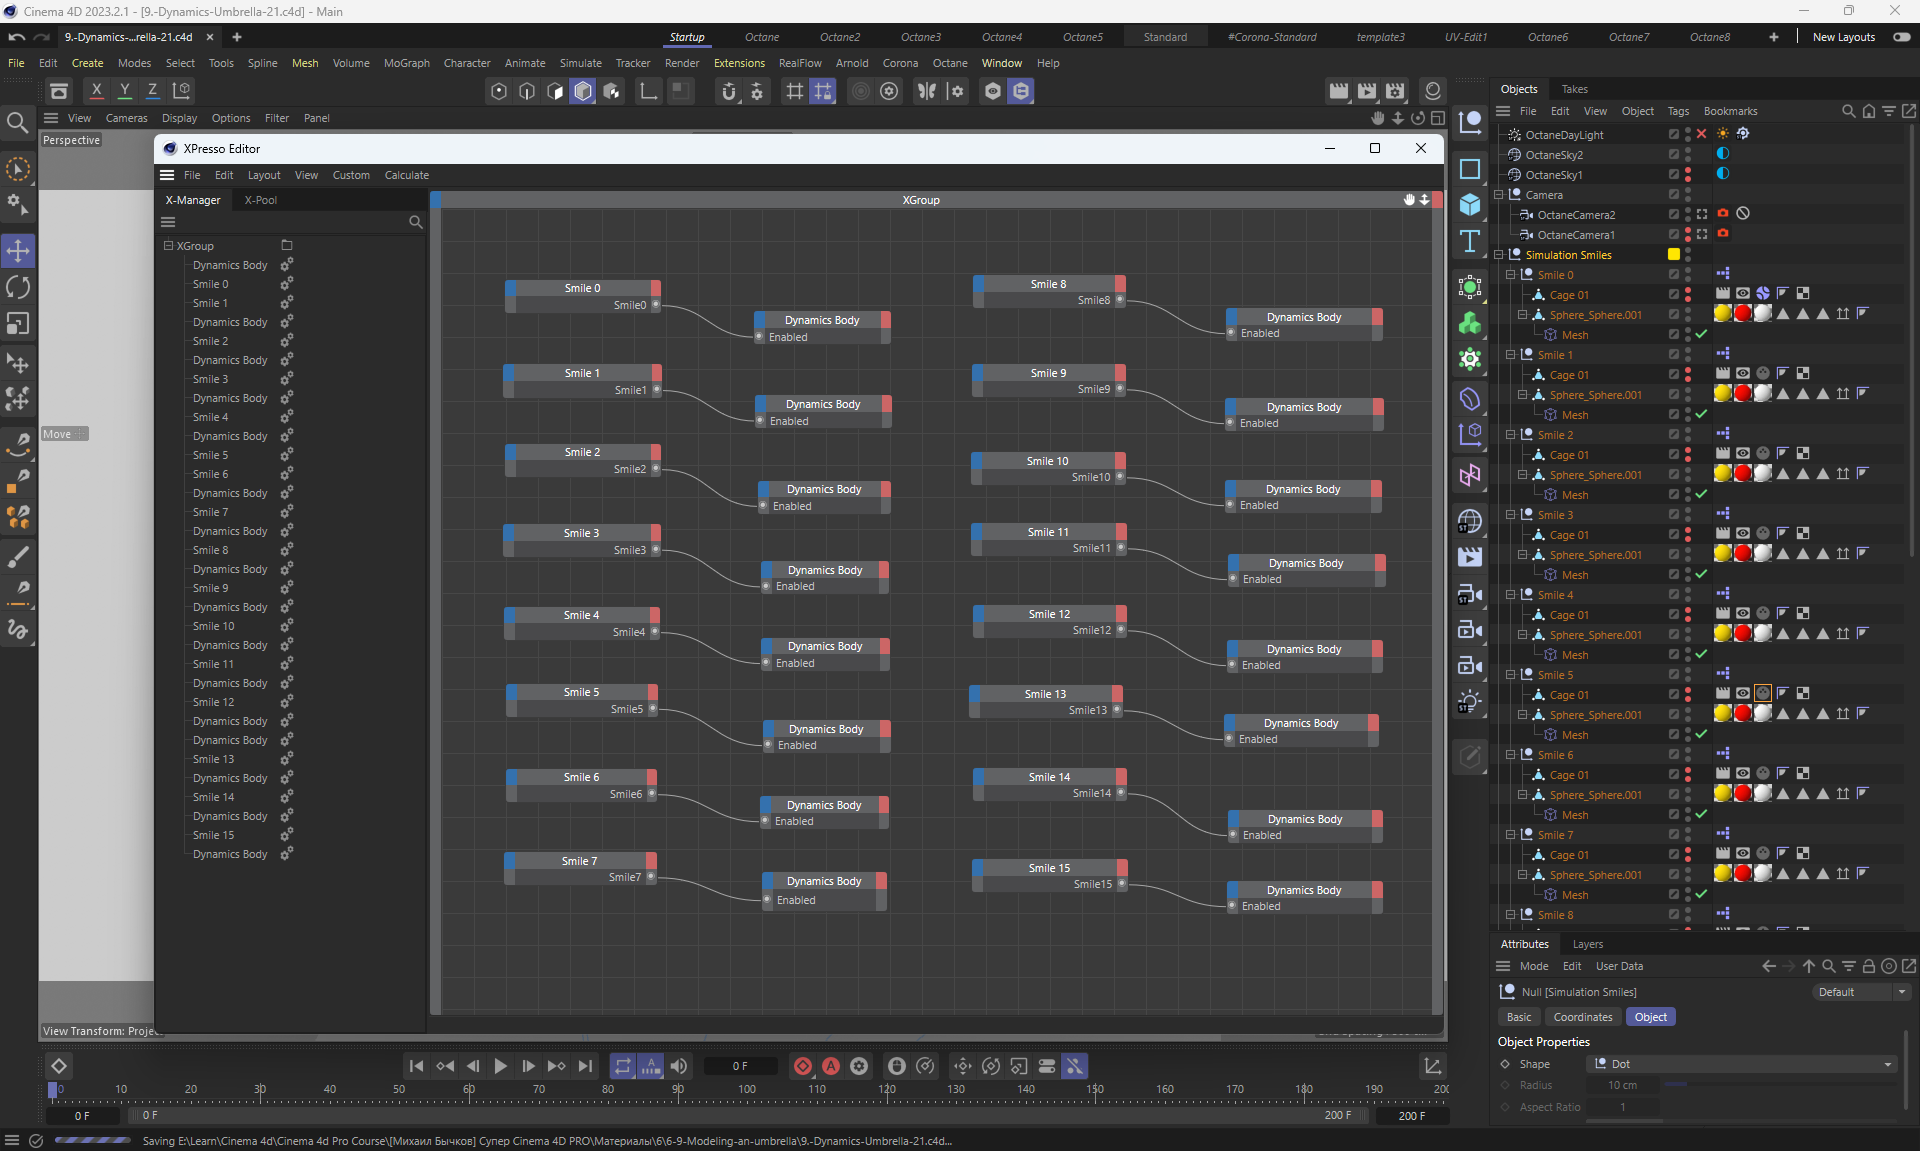 Cinema 4D 2023.2.1 - [9.-Dynamics-Umbrella-21.c4d] - Main
9.-Dynamics-...rella-21.c4d × +
Startup Octane Octane2 Octane3 Octane4 Octane5 Standard #Corona-Standard template3 UV-Edit1 Octane6 Octane7 Octane8 + New Layouts
File Edit Create Modes Select Tools Spline Mesh Volume MoGraph Character Animate Simulate Tracker Render Extensions RealFlow Arnold Corona Octane Window Help
X Y Z
Objects Takes
View Cameras Display Options Filter Panel
File Edit View Object Tags Bookmarks
Perspective
XPresso Editor
File Edit Layout View Custom Calculate
X-Manager X-Pool
XGroup
XGroup
Dynamics Body
Smile 0
Smile 1
Dynamics Body
Smile 2
Dynamics Body
Smile 3
Dynamics Body
Smile 4
Dynamics Body
Smile 5
Smile 6
Dynamics Body
Smile 7
Dynamics Body
Smile 8
Dynamics Body
Smile 9
Dynamics Body
Smile 10
Dynamics Body
Smile 11
Dynamics Body
Smile 12
Dynamics Body
Dynamics Body
Smile 13
Dynamics Body
Smile 14
Dynamics Body
Smile 15
Dynamics Body
Move
Smile 0
Smile0
Dynamics Body
Enabled
Smile 1
Smile1
Dynamics Body
Enabled
Smile 2
Smile2
Dynamics Body
Enabled
Smile 3
Smile3
Dynamics Body
Enabled
Smile 4
Smile4
Dynamics Body
Enabled
Smile 5
Smile5
Dynamics Body
Enabled
Smile 6
Smile6
Dynamics Body
Enabled
Smile 7
Smile7
Dynamics Body
Enabled
Smile 8
Smile8
Dynamics Body
Enabled
Smile 9
Smile9
Dynamics Body
Enabled
Smile 10
Smile10
Dynamics Body
Enabled
Smile 11
Smile11
Dynamics Body
Enabled
Smile 12
Smile12
Dynamics Body
Enabled
Smile 13
Smile13
Dynamics Body
Enabled
Smile 14
Smile14
Dynamics Body
Enabled
Smile 15
Smile15
Dynamics Body
Enabled
View Transform: Projec
ST
ST
ST
OctaneDayLight
OctaneSky2
OctaneSky1
Camera
OctaneCamera2
OctaneCamera1
Simulation Smiles
Smile 0
Cage 01
Sphere_Sphere.001
Mesh
Smile 1
Cage 01
Sphere_Sphere.001
Mesh
Smile 2
Cage 01
Sphere_Sphere.001
Mesh
Smile 3
Cage 01
Sphere_Sphere.001
Mesh
Smile 4
Cage 01
Sphere_Sphere.001
Mesh
Smile 5
Cage 01
Sphere_Sphere.001
Mesh
Smile 6
Cage 01
Sphere_Sphere.001
Mesh
Smile 7
Cage 01
Sphere_Sphere.001
Mesh
Smile 8
Attributes Layers
Mode Edit User Data
Null [Simulation Smiles] Default
Basic Coordinates Object
Object Properties
Shape Dot
Radius 10 cm
Aspect Ratio 1
0 F
0 10 20 30 40 50 60 70 80 90 100 110 120 130 140 150 160 170 180 190 200
0 F 0 F 200 F 200 F
Saving E:\Learn\Cinema 4d\Cinema 4d Pro Course\[Михаил Бычков] Супер Cinema 4D PRO\Материалы\6\6-9-Modeling-an-umbrella\9.-Dynamics-Umbrella-21.c4d...